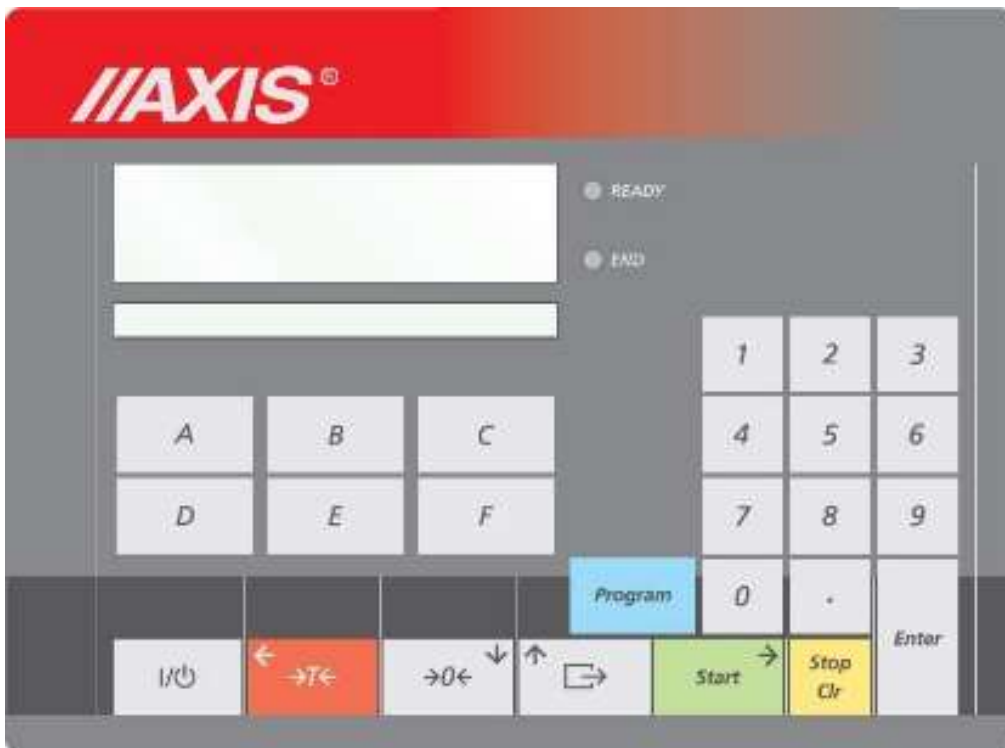 //AXIS®
READY
END
1 2 3
A B C 4 5 6
D E F 7 8 9
Program 0 . Enter
I/⏻ ← →T← →0← ↓ ↑ Start → Stop
Clr